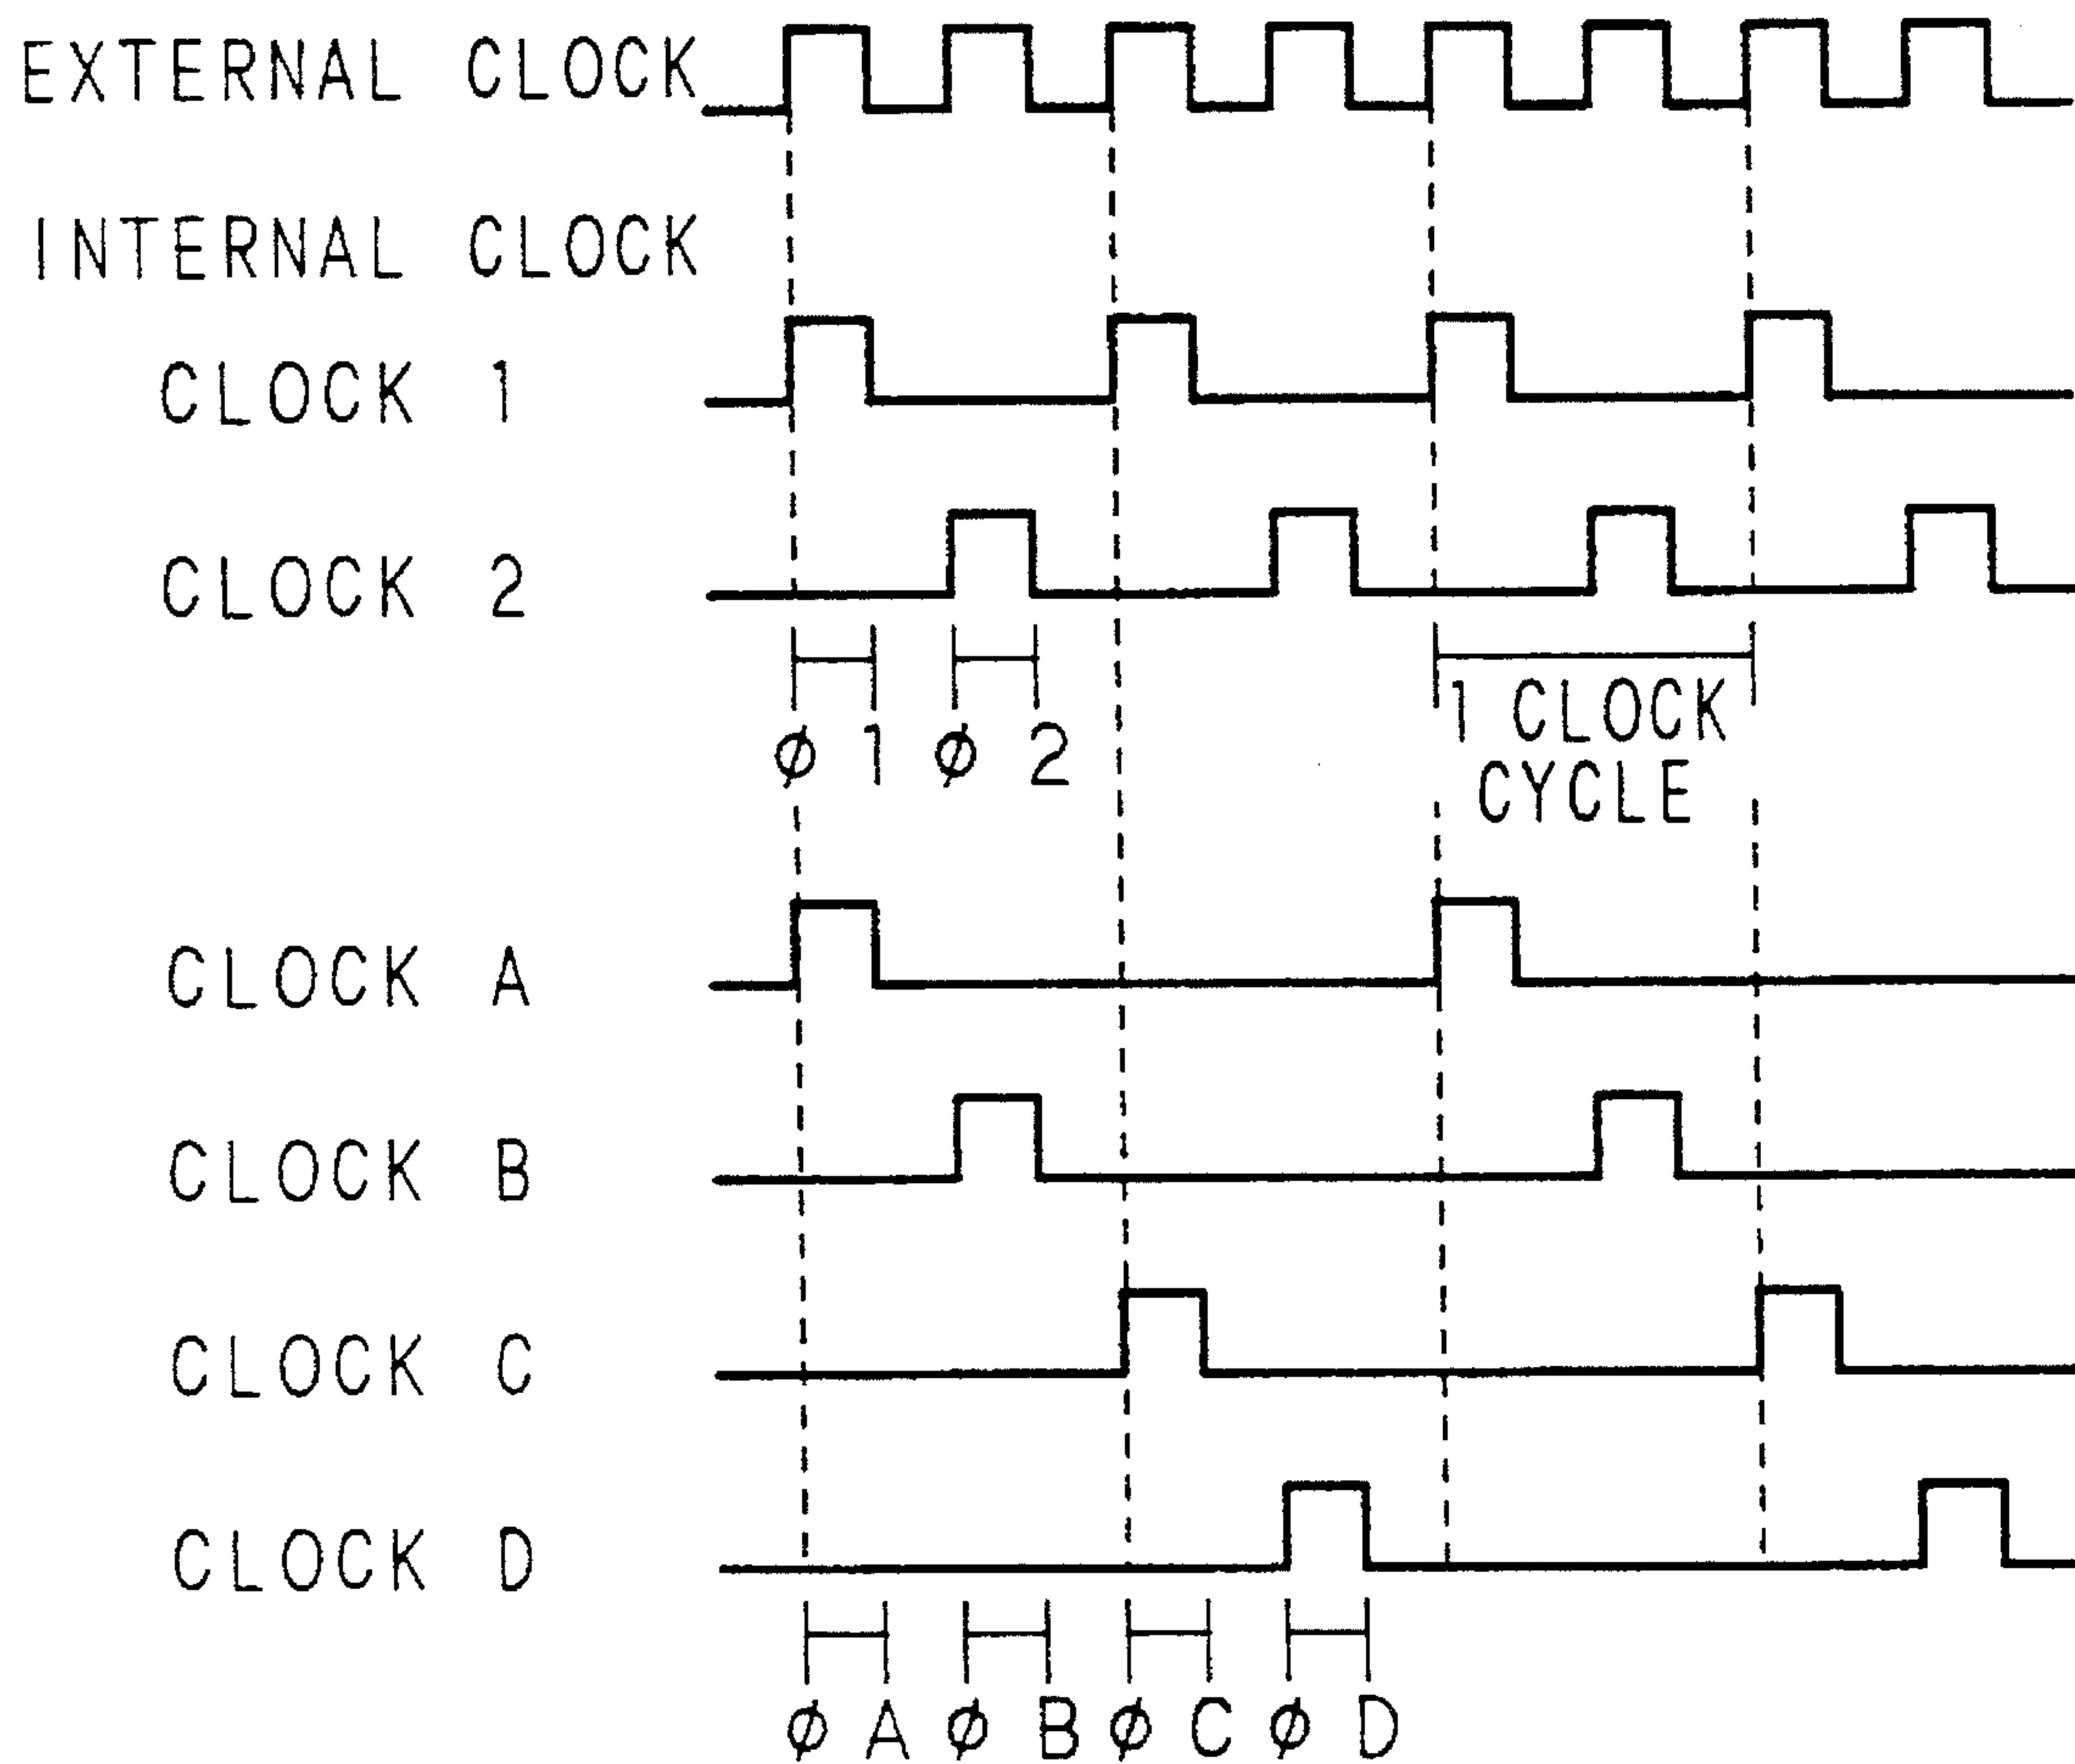 EXTERNAL CLOCK
INTERNAL CLOCK
CLOCK 1
CLOCK 2
ϕ 1 ϕ 2
1 CLOCK
CYCLE
CLOCK A
CLOCK B
CLOCK C
CLOCK D
ϕ A ϕ B ϕ C ϕ D